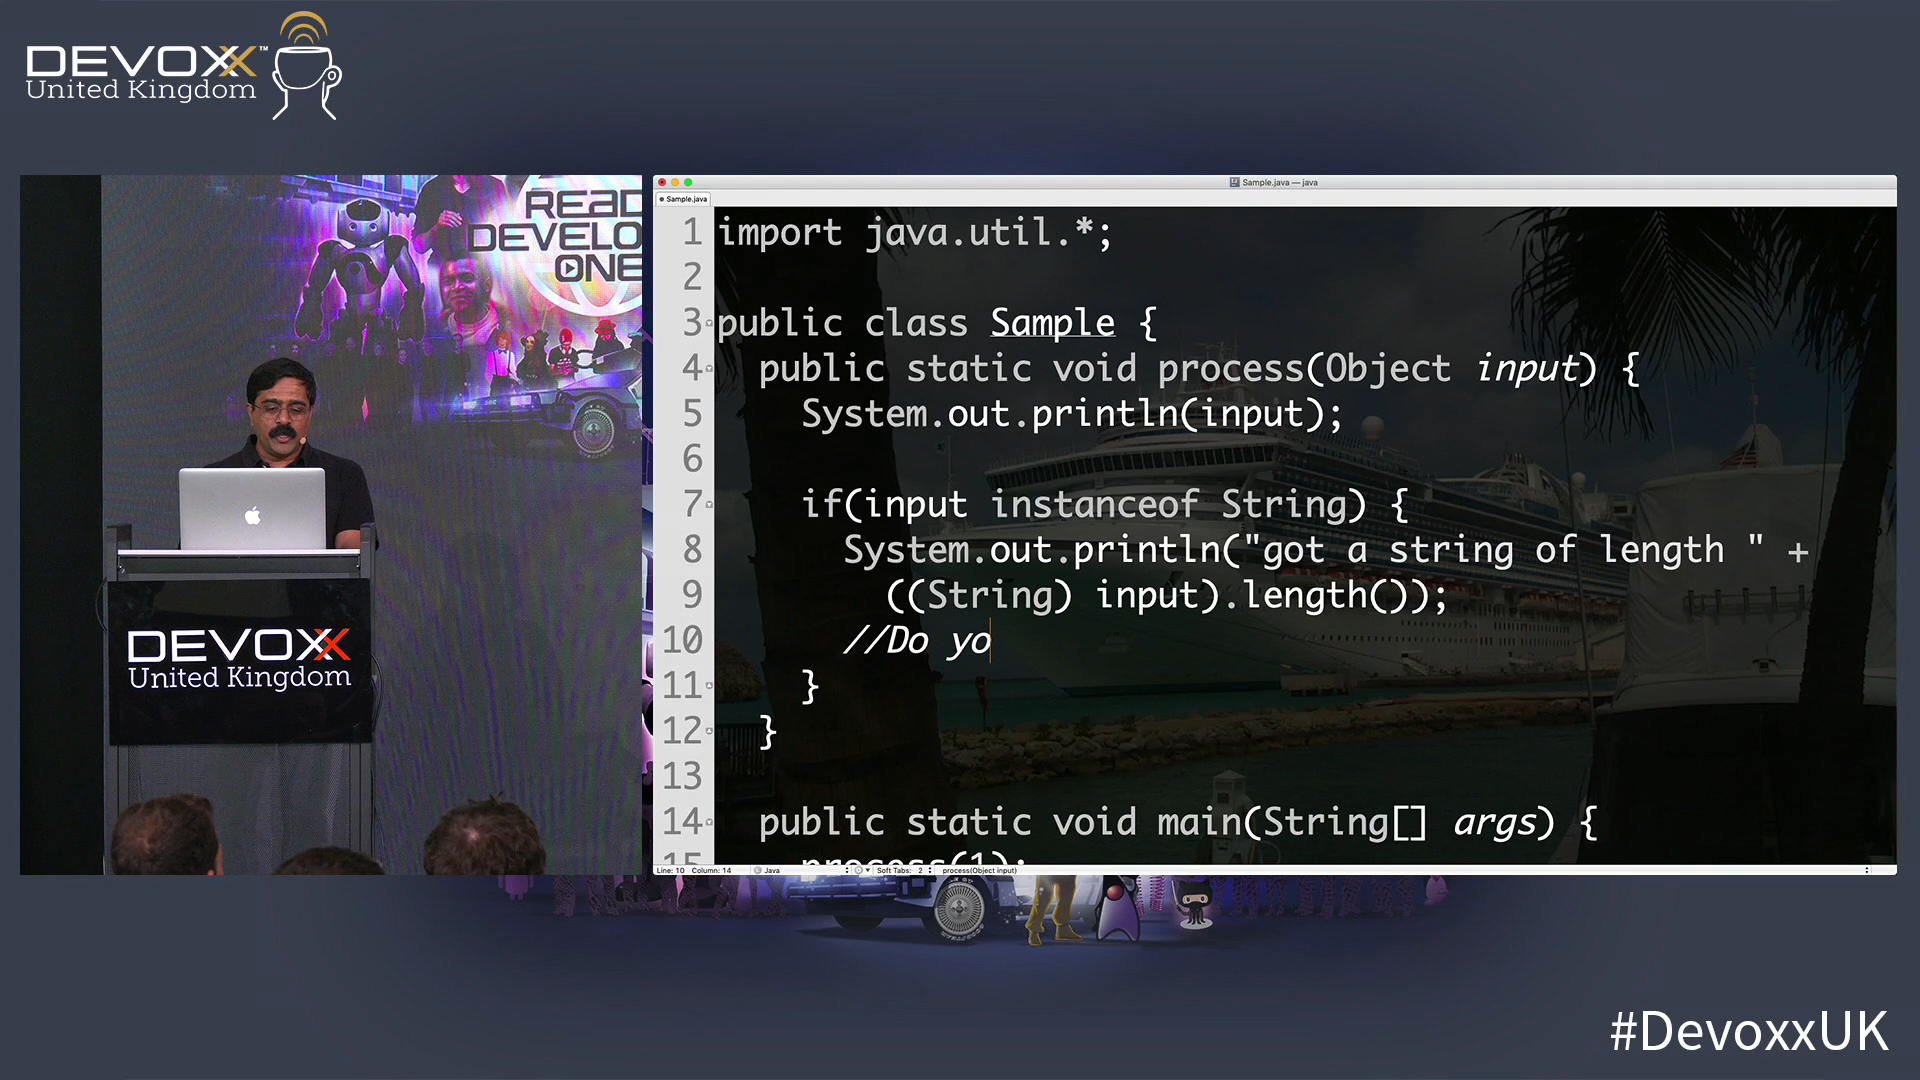 DEVOXX™
United Kingdom
READ
DEVELO
ONE
DEVOXX
United Kingdom
Sample.java — java
Sample.java
1 import java.util.*;
2
3 public class Sample {
4 public static void process(Object input) {
5 System.out.println(input);
6
7 if(input instanceof String) {
8 System.out.println("got a string of length " +
9 ((String) input).length());
10 //Do yo
11 }
12 }
13
14 public static void main(String[] args) {
15 process(1);
Line: 10 Column: 14 Java Soft Tabs: 2 process(Object input)
#DevoxxUK